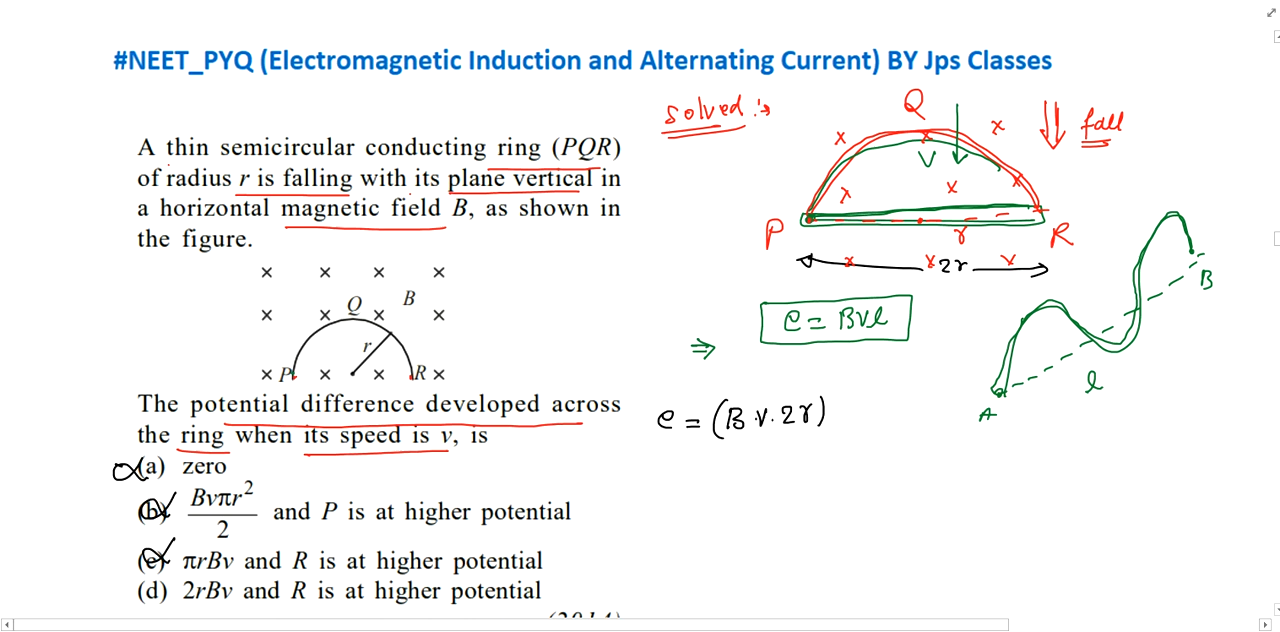 #NEET_PYQ (Electromagnetic Induction and Alternating Current) BY Jps Classes
A thin semicircular conducting ring (PQR)
of radius r is falling with its plane vertical in
a horizontal magnetic field B, as shown in
the figure.
× × × ×
B
Q
× × × ×
r
× P × × R ×
The potential difference developed across
the ring when its speed is v, is
(a) zero
(b) Bvπr²/2 and P is at higher potential
(c) πrBv and R is at higher potential
(d) 2rBv and R is at higher potential
solved :
Q
x x x
fall
V
x x x
P r R
x x 2r x
e = Bvl
⇒
e = (B v. 2r)
A l B